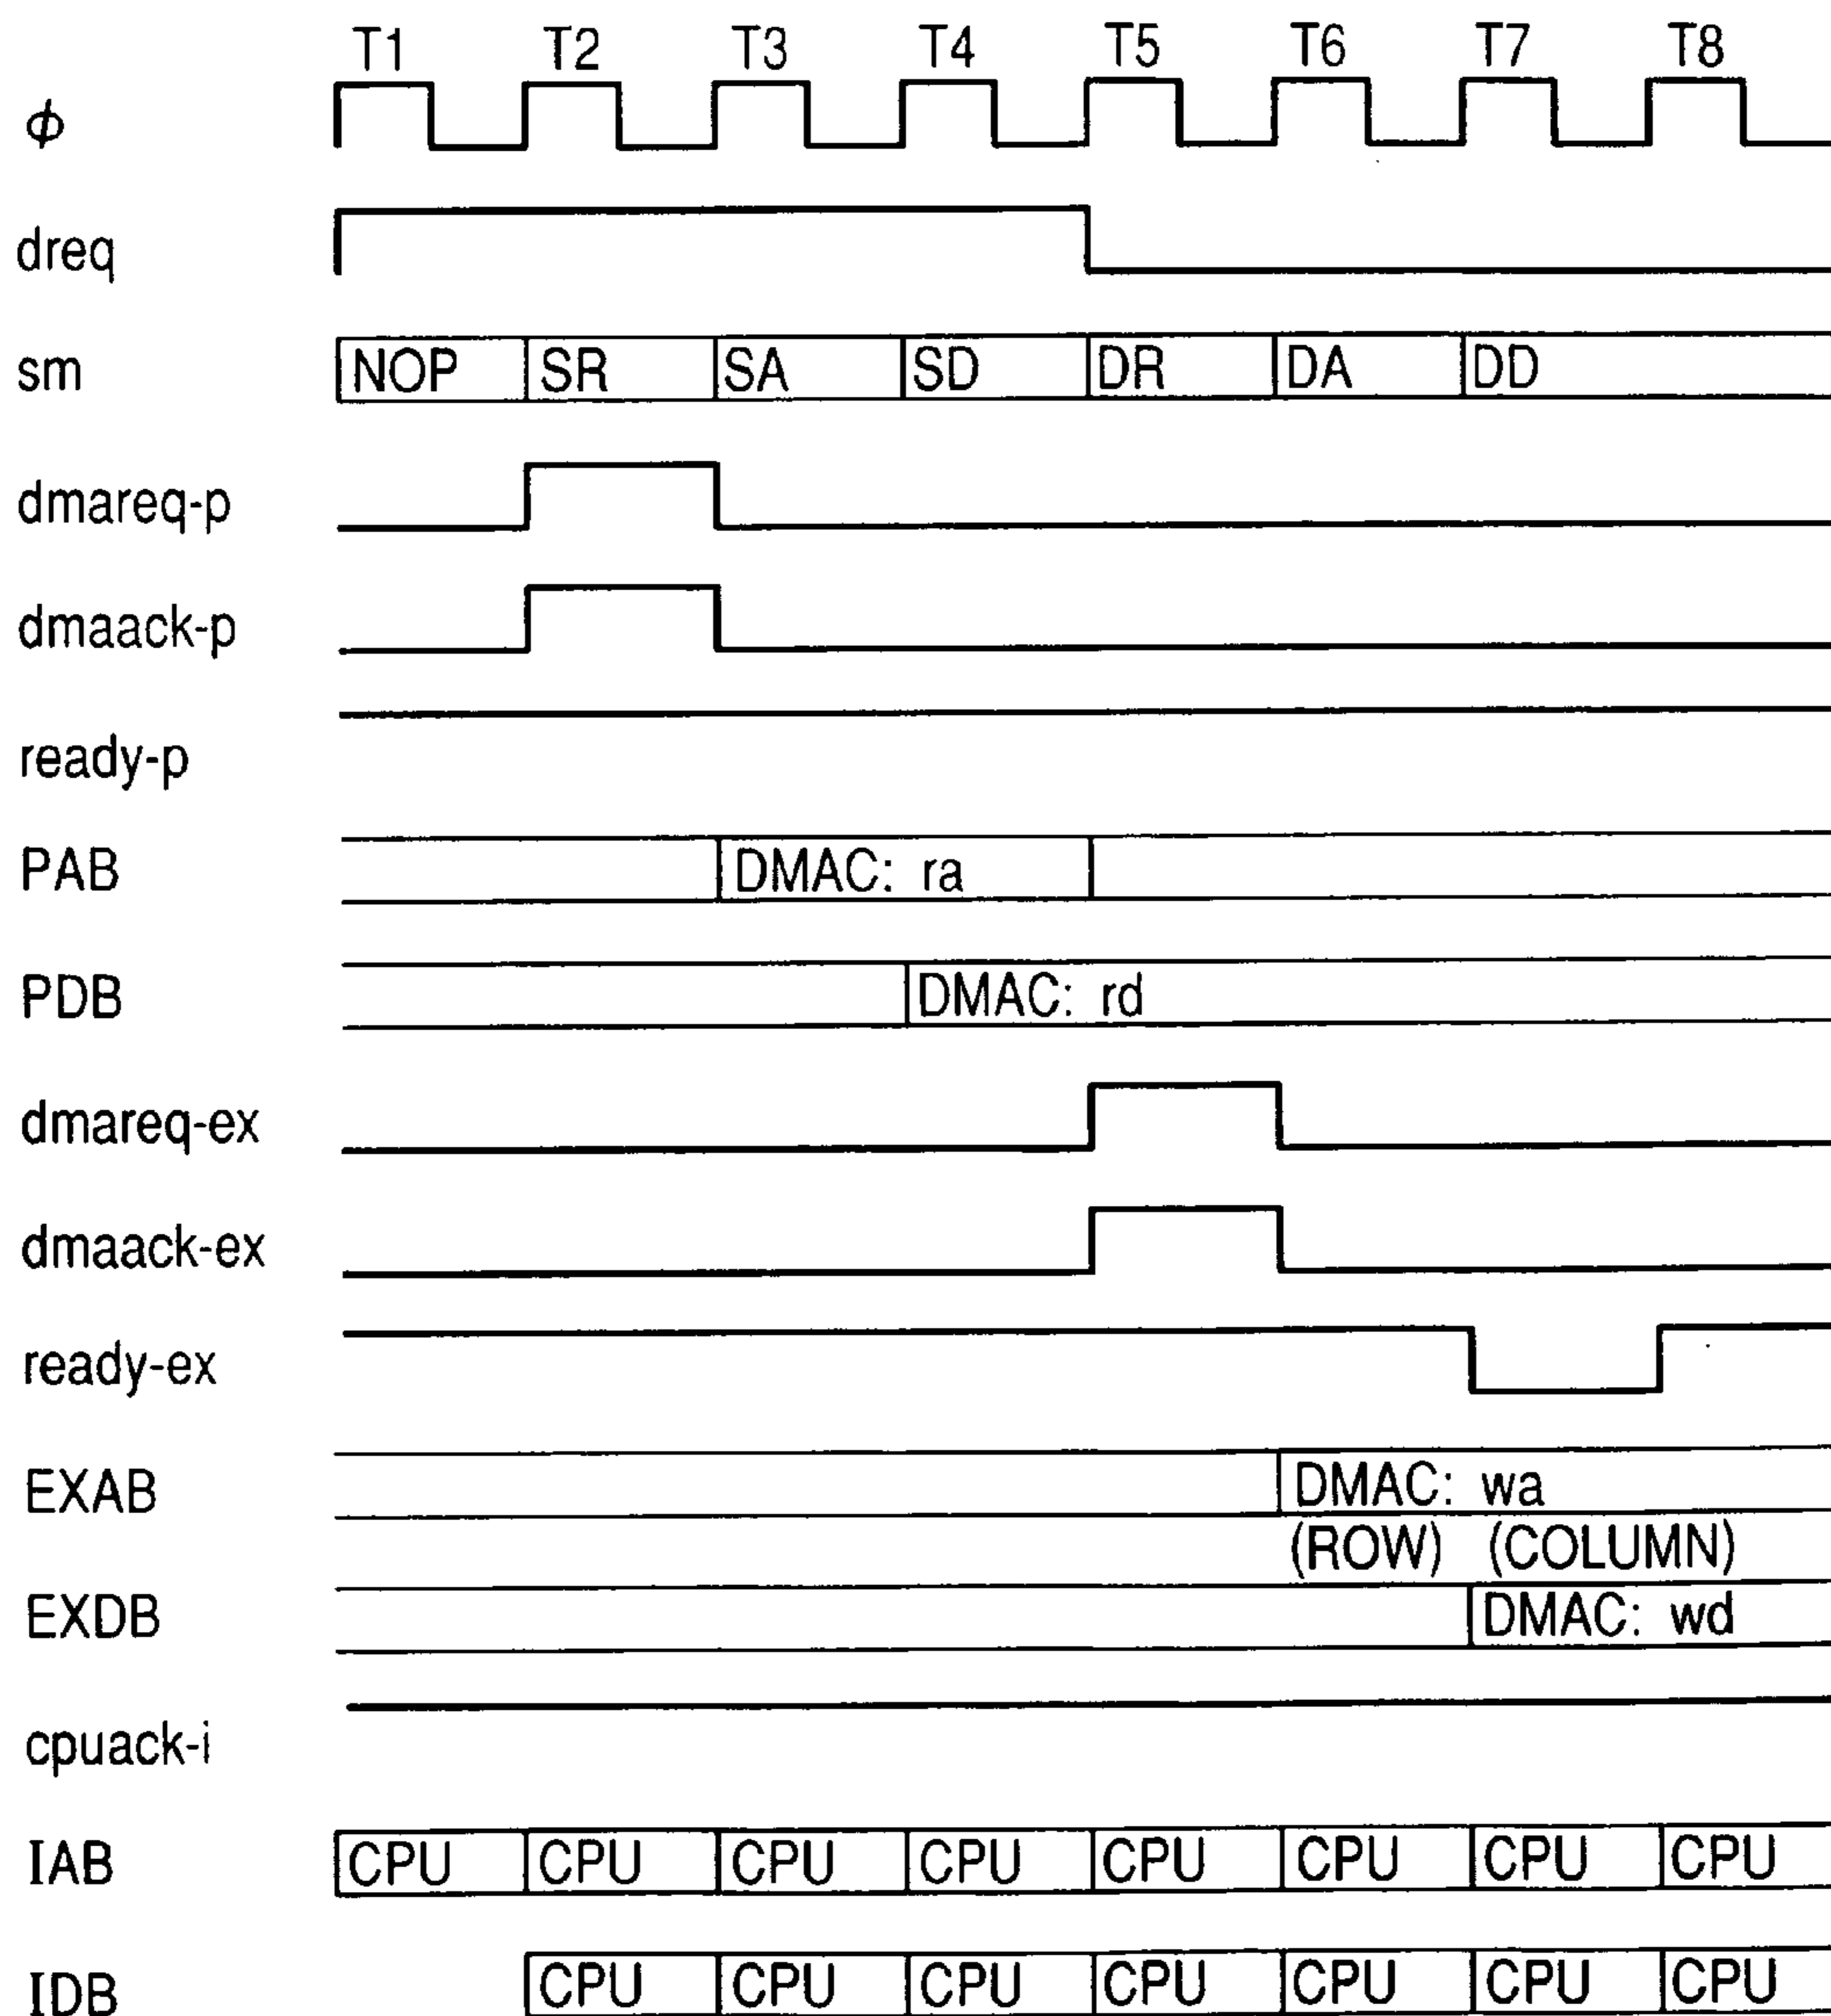 T1 T2 T3 T4 T5 T6 T7 T8
ϕ
dreq
sm NOP SR SA SD DR DA DD
dmareq-p
dmaack-p
ready-p
PAB DMAC: ra
PDB DMAC: rd
dmareq-ex
dmaack-ex
ready-ex
EXAB DMAC: wa
(ROW) (COLUMN)
EXDB DMAC: wd
cpuack-i
IAB CPU CPU CPU CPU CPU CPU CPU CPU
IDB CPU CPU CPU CPU CPU CPU CPU